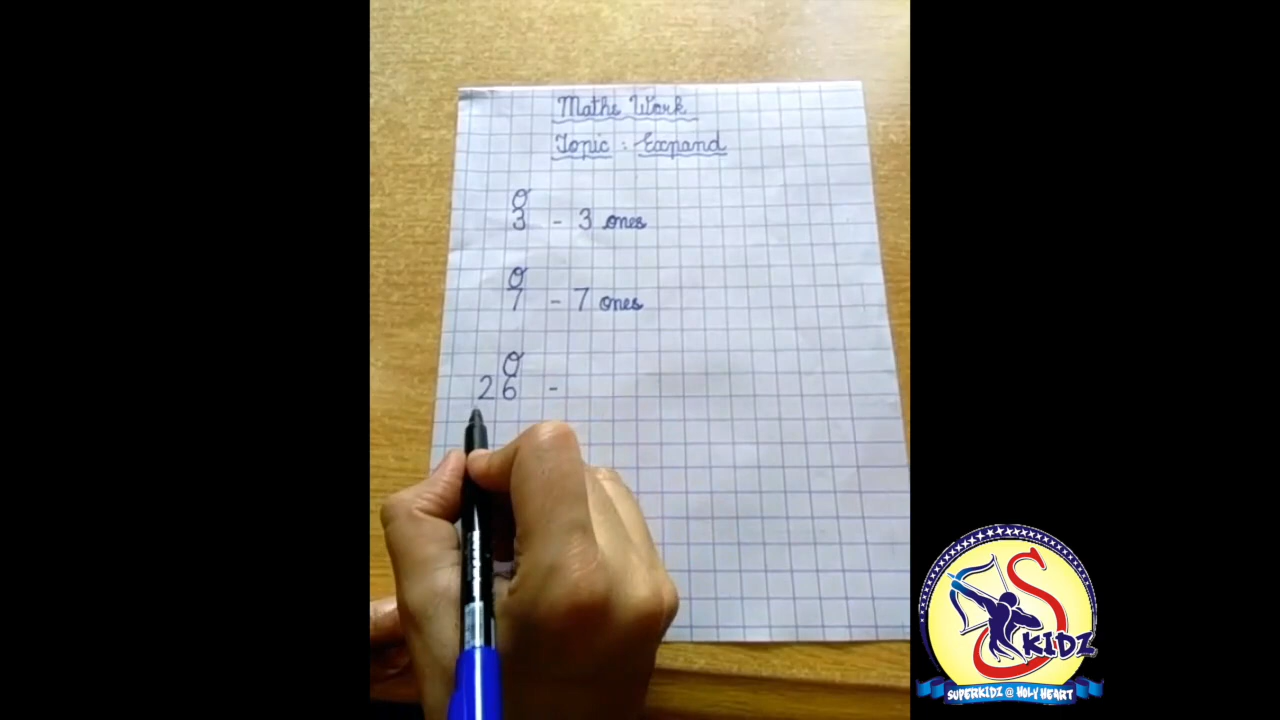 Maths Work
Topic : Expand
O
3 - 3 ones
O
7 - 7 ones
O
26 -
S KIDZ
SUPERKIDZ @ HOLY HEART